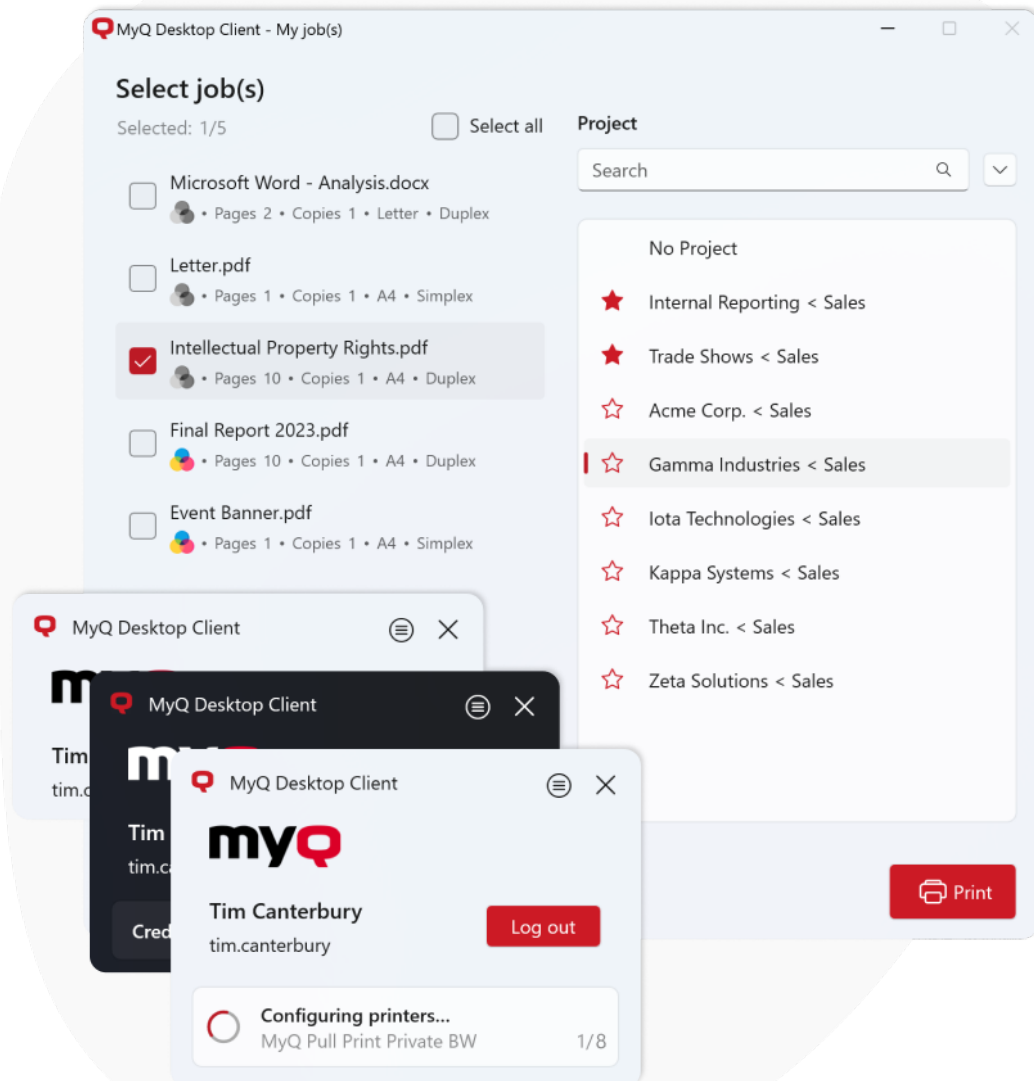 MyQ Desktop Client - My job(s)
Select job(s)
Selected: 1/5
Select all
Microsoft Word - Analysis.docx
• Pages 2 • Copies 1 • Letter • Duplex
Letter.pdf
• Pages 1 • Copies 1 • A4 • Simplex
Intellectual Property Rights.pdf
• Pages 10 • Copies 1 • A4 • Duplex
Final Report 2023.pdf
• Pages 10 • Copies 1 • A4 • Duplex
Event Banner.pdf
• Pages 1 • Copies 1 • A4 • Simplex
Project
Search
No Project
Internal Reporting < Sales
Trade Shows < Sales
Acme Corp. < Sales
Gamma Industries < Sales
Iota Technologies < Sales
Kappa Systems < Sales
Theta Inc. < Sales
Zeta Solutions < Sales
Print
MyQ Desktop Client
Tim
MyQ Desktop Client
Tim
MyQ Desktop Client
myQ
Tim Canterbury
tim.canterbury
Log out
Configuring printers...
MyQ Pull Print Private BW
1/8